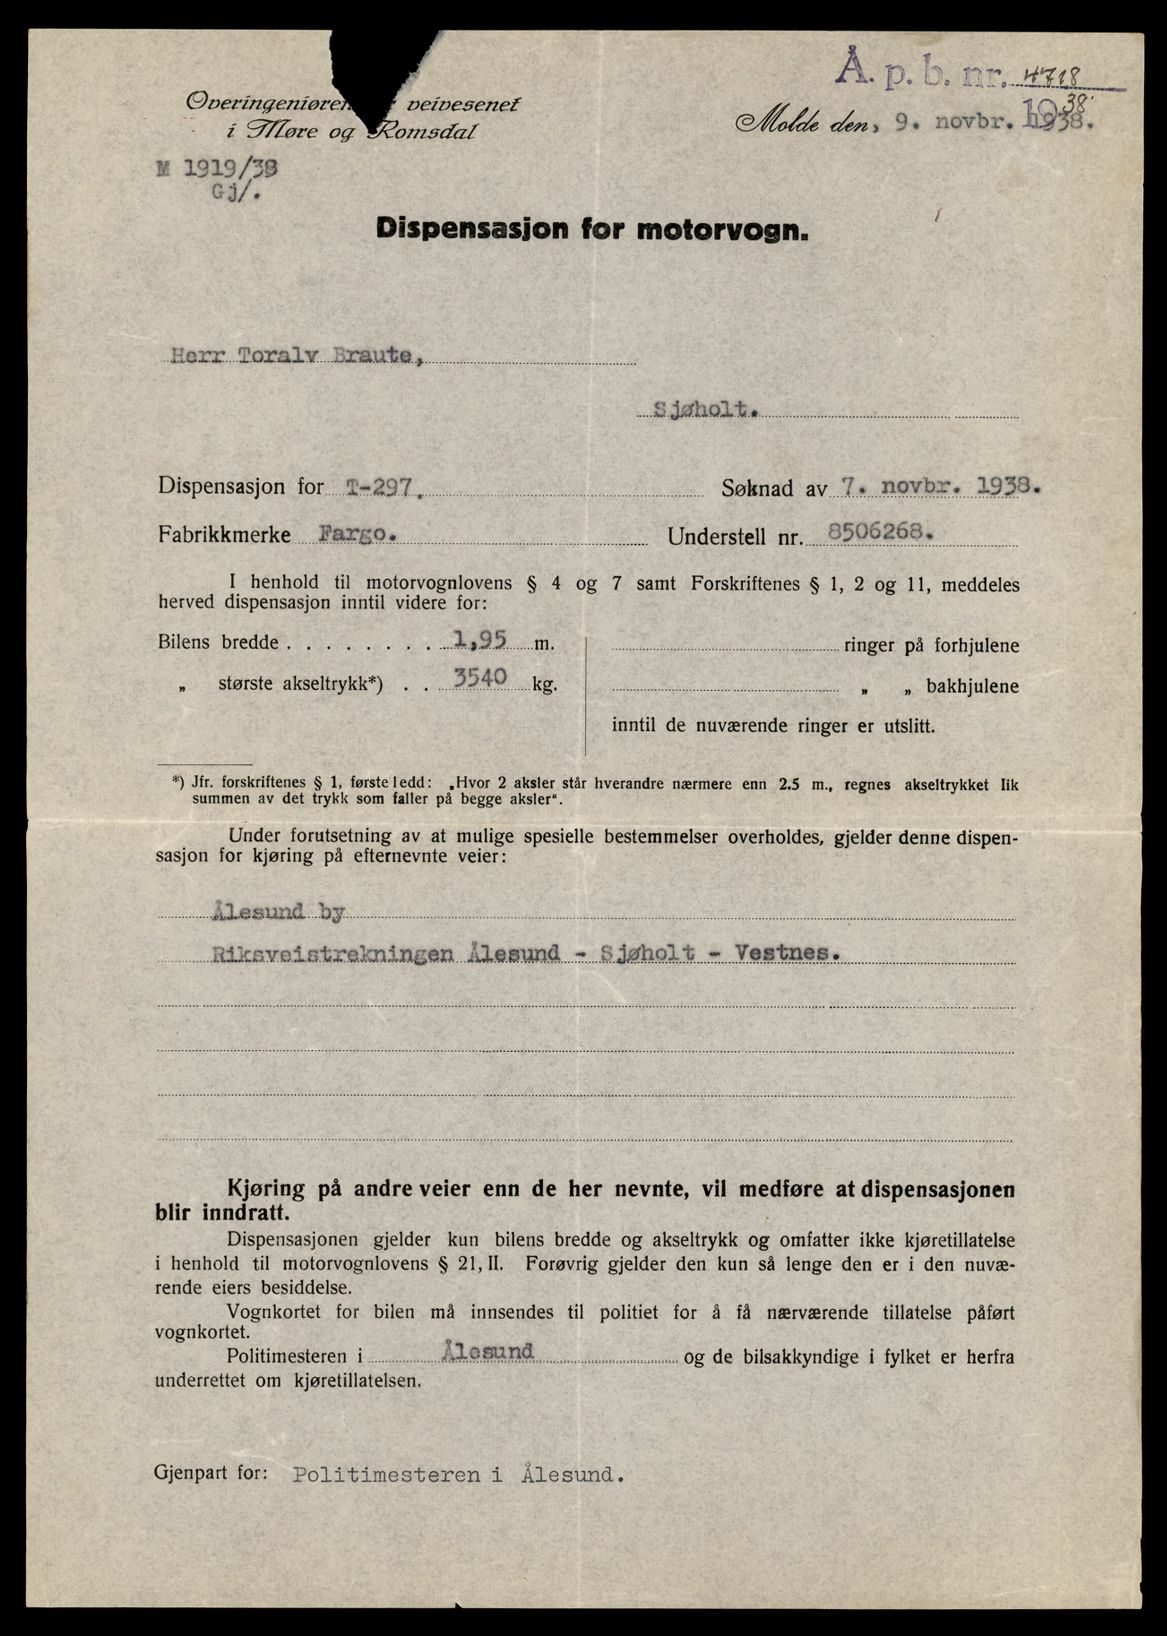 Å. p. b. nr. 4718
1938.
Overingeniøren veivesenet
i Møre og Romsdal
Molde den, 9. novbr. 1938.
M 1919/38
Gj/.
Dispensasjon for motorvogn.
Herr Toralv Braute,
Sjøholt.
Dispensasjon for T-297. Søknad av 7. novbr. 1938.
Fabrikkmerke Fargo. Understell nr. 8506268.
I henhold til motorvognlovens § 4 og 7 samt Forskriftenes § 1, 2 og 11, meddeles
herved dispensasjon inntil videre for:
Bilens bredde . . . . . . . . 1,95 m. ringer på forhjulene
„ største akseltrykk*) . . 3540 kg. „ „ bakhjulene
inntil de nuværende ringer er utslitt.
*) Jfr. forskriftenes § 1, første ledd: „Hvor 2 aksler står hverandre nærmere enn 2.5 m., regnes akseltrykket lik
summen av det trykk som faller på begge aksler“.
Under forutsetning av at mulige spesielle bestemmelser overholdes, gjelder denne dispen-
sasjon for kjøring på efternevnte veier:
Ålesund by
Riksveistrekningen Ålesund - Sjøholt - Vestnes.
Kjøring på andre veier enn de her nevnte, vil medføre at dispensasjonen
blir inndratt.
Dispensasjonen gjelder kun bilens bredde og akseltrykk og omfatter ikke kjøretillatelse
i henhold til motorvognlovens § 21, II. Forøvrig gjelder den kun så lenge den er i den nuvæ-
rende eiers besiddelse.
Vognkortet for bilen må innsendes til politiet for å få nærværende tillatelse påført
vognkortet.
Politimesteren i Ålesund og de bilsakkyndige i fylket er herfra
underrettet om kjøretillatelsen.
Gjenpart for: Politimesteren i Ålesund.